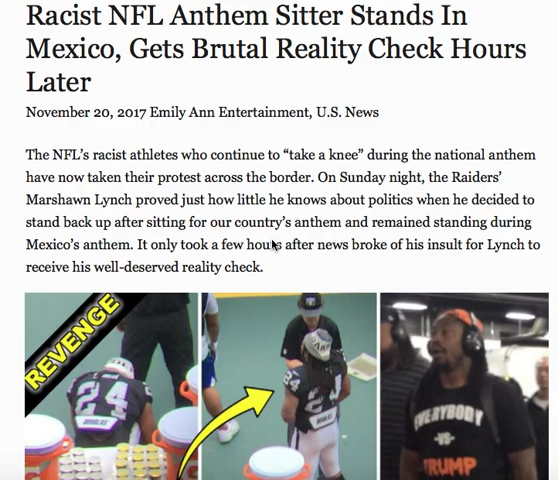 Racist NFL Anthem Sitter Stands In
Mexico, Gets Brutal Reality Check Hours
Later
November 20, 2017 Emily Ann Entertainment, U.S. News
The NFL’s racist athletes who continue to “take a knee” during the national anthem
have now taken their protest across the border. On Sunday night, the Raiders’
Marshawn Lynch proved just how little he knows about politics when he decided to
stand back up after sitting for our country’s anthem and remained standing during
Mexico’s anthem. It only took a few hours after news broke of his insult for Lynch to
receive his well-deserved reality check.
REVENGE
24
24
2
EVERYBODY
-VS-
TRUMP